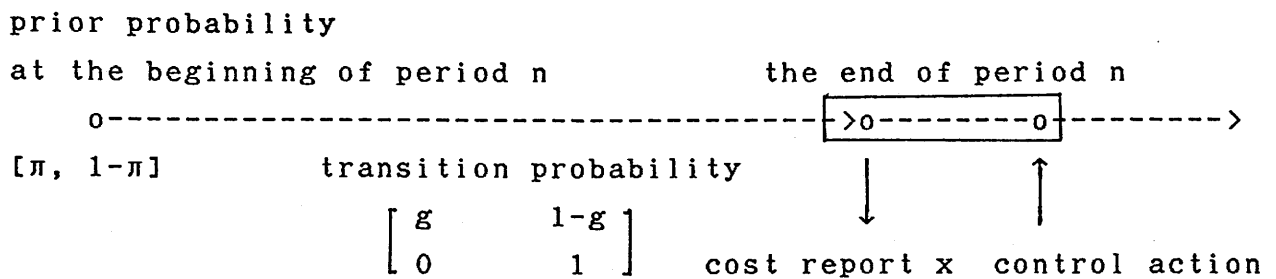 prior probability
at the beginning of period n the end of period n
o------------------------------------->o--------o--------->
[π, 1-π] transition probability
[ g 1-g ]
[ 0 1 ] cost report x control action